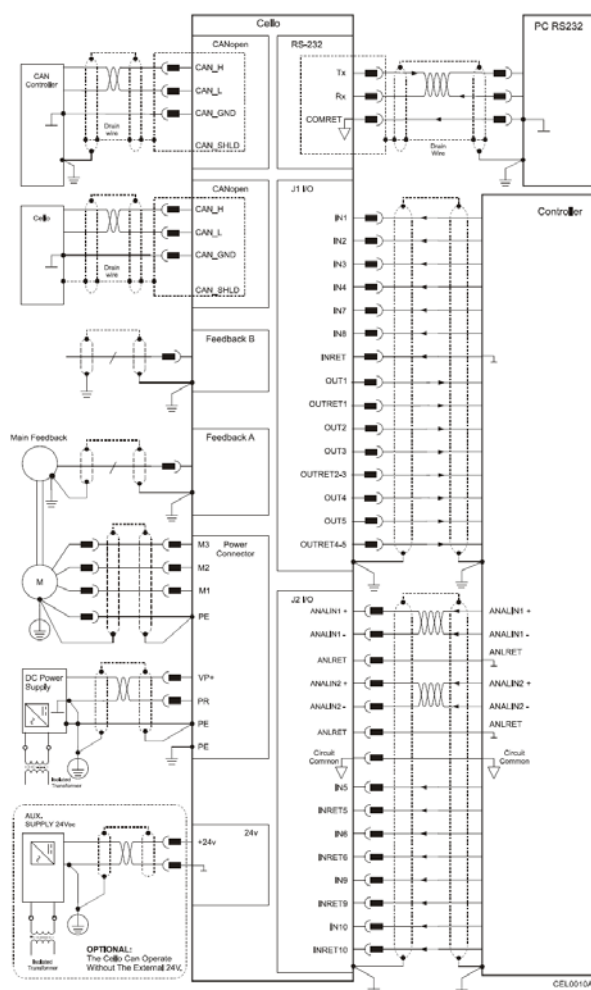 Cello
PC RS232
CANopen
RS-232
CAN Controller
CAN_H
CAN_L
CAN_GND
CAN_SHLD
Drain wire
Tx
Rx
COMRET
Drain Wire
CANopen
Cello
CAN_H
CAN_L
CAN_GND
CAN_SHLD
Drain wire
J1 I/O
Controller
IN1
IN2
IN3
IN4
IN7
IN8
INRET
OUT1
OUTRET1
OUT2
OUT3
OUTRET2-3
OUT4
OUT5
OUTRET4-5
Feedback B
Main Feedback
Feedback A
M
M3
Power Connector
M2
M1
PE
DC Power Supply
VP+
PR
PE
PE
Isolated Transformer
J2 I/O
ANALIN1 +
ANALIN1 +
ANALIN1 -
ANALIN1 -
ANLRET
ANLRET
ANALIN2 +
ANALIN2 +
ANALIN2 -
ANALIN2 -
ANLRET
ANLRET
Circuit Common
Circuit Common
IN5
INRET5
IN6
INRET6
IN9
INRET9
IN10
INRET10
AUX.
SUPPLY 24VDC
24v
+24v
Isolated Transformer
OPTIONAL:
The Cello Can Operate
Without The External 24V.
CEL0010A